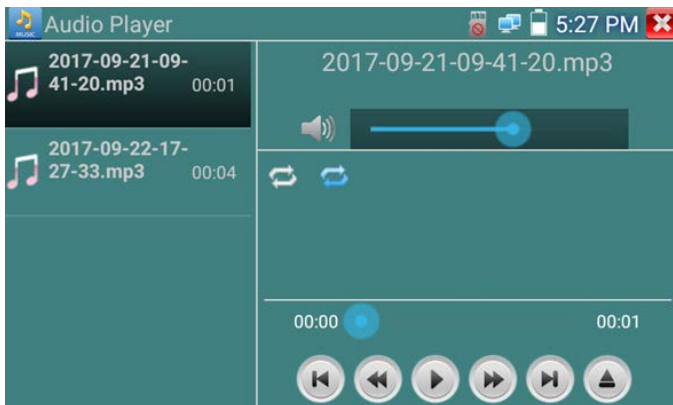 Audio Player
5:27 PM
2017-09-21-09-
41-20.mp3 00:01
2017-09-22-17-
27-33.mp3 00:04
2017-09-21-09-41-20.mp3
00:00 00:01
MUSIC